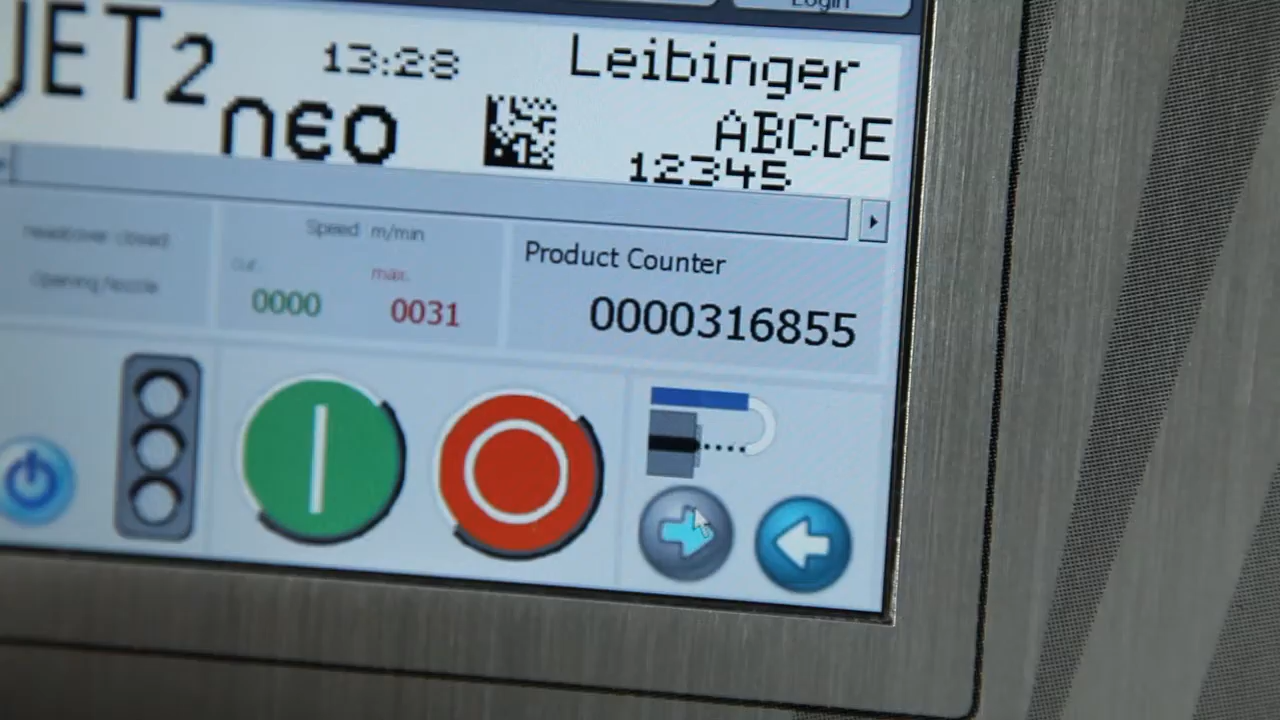 Login
JET2
13:28
Leibinger
neo
ABCDE
12345
Headcover closed
Opening Nozzle
Speed m/min
cur.
max.
0000
0031
Product Counter
0000316855